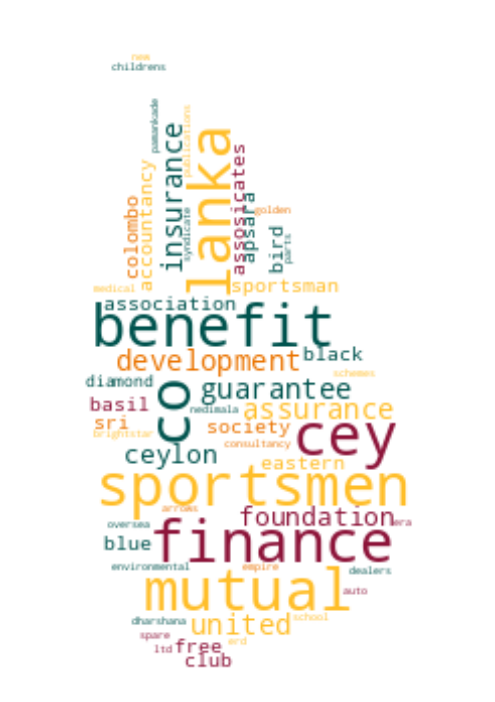 new
childrens
pamankade
publications
insurance
lanka
assosicates
accountancy
colombo
syndicate
apsara
golden
bird
parts
medical
sportsman
association
benefit
development
black
diamond
schemes
co
guarantee
basil
nedimala
assurance
sri
society
cey
brightstar
consultancy
ceylon
eastern
sportsmen
arrows
foundation
era
oversea
finance
blue
environmental
empire
dealers
mutual
auto
dharshana
united
school
spare
erd
free
ltd
club